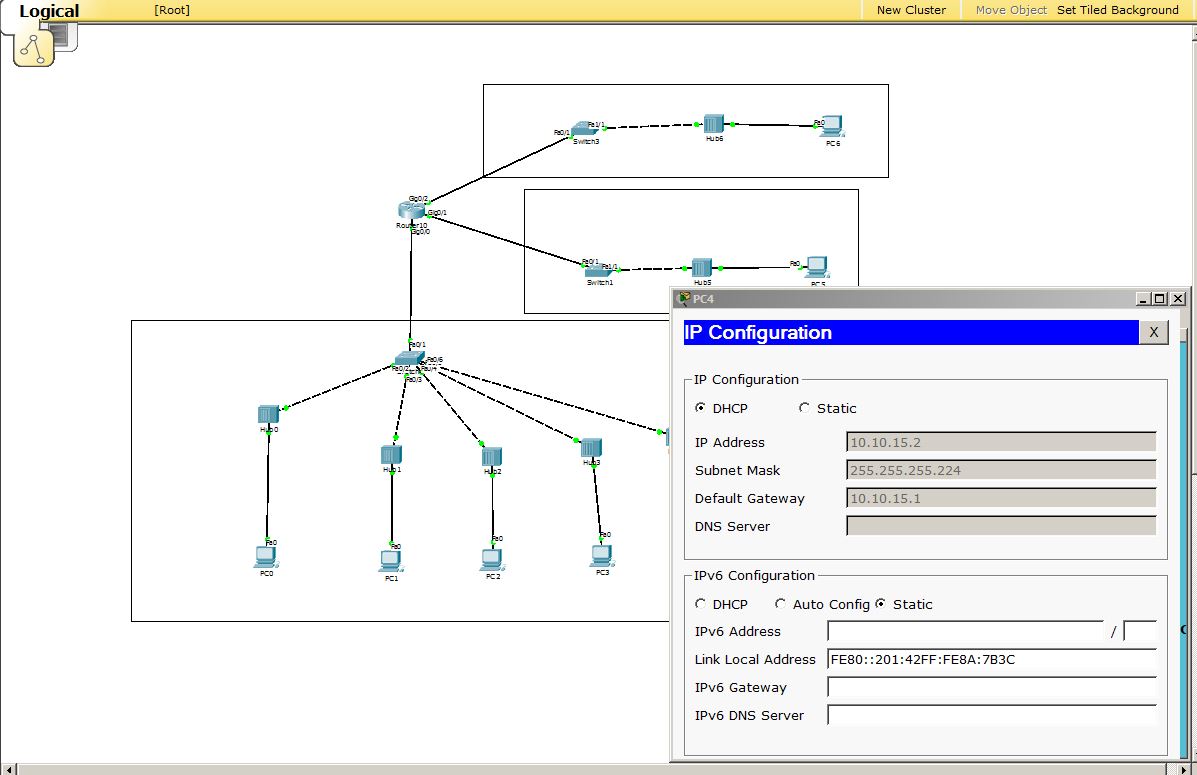 Logical [Root] New Cluster Move Object Set Tiled Background
Fa0/1 Fa1/1 Switch3
Hub6
Fa0 PC6
Gig0/2
Gig0/1
Router10
Gig0/0
Fa0/1 Fa1/1
Switch1
Hub5
Fa0
PC5
Fa0/1
Fa0/6
Fa0/2
Fa0/3
Hub0
Hub1
Hub2
Hub3
Fa0 Fa0 Fa0 Fa0
PC0 PC1 PC2 PC3
PC4
IP Configuration X
IP Configuration
DHCP Static
IP Address 10.10.15.2
Subnet Mask 255.255.255.224
Default Gateway 10.10.15.1
DNS Server
IPv6 Configuration
DHCP Auto Config Static
IPv6 Address /
Link Local Address FE80::201:42FF:FE8A:7B3C
IPv6 Gateway
IPv6 DNS Server